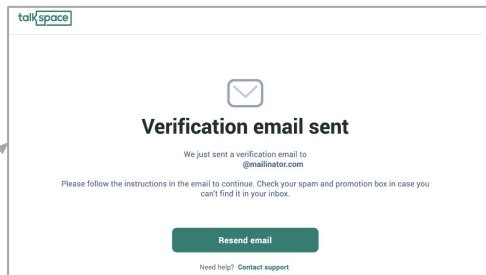 talkspace
Verification email sent
We just sent a verification email to
@mailinator.com
Please follow the instructions in the email to continue. Check your spam and promotion box in case you
can't find it in your inbox.
Resend email
Need help? Contact support